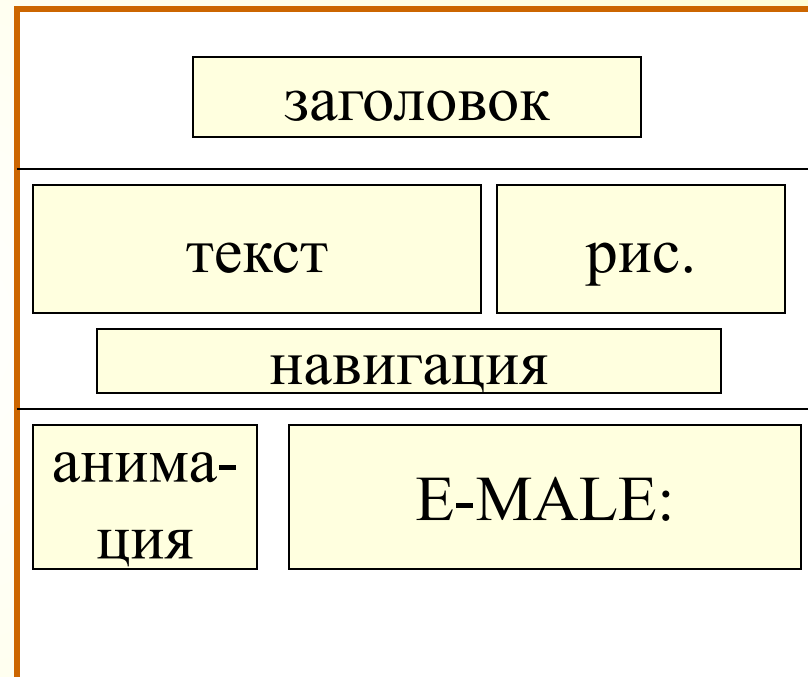 заголовок
текст
рис.
навигация
анима-
ция
E-MALE: